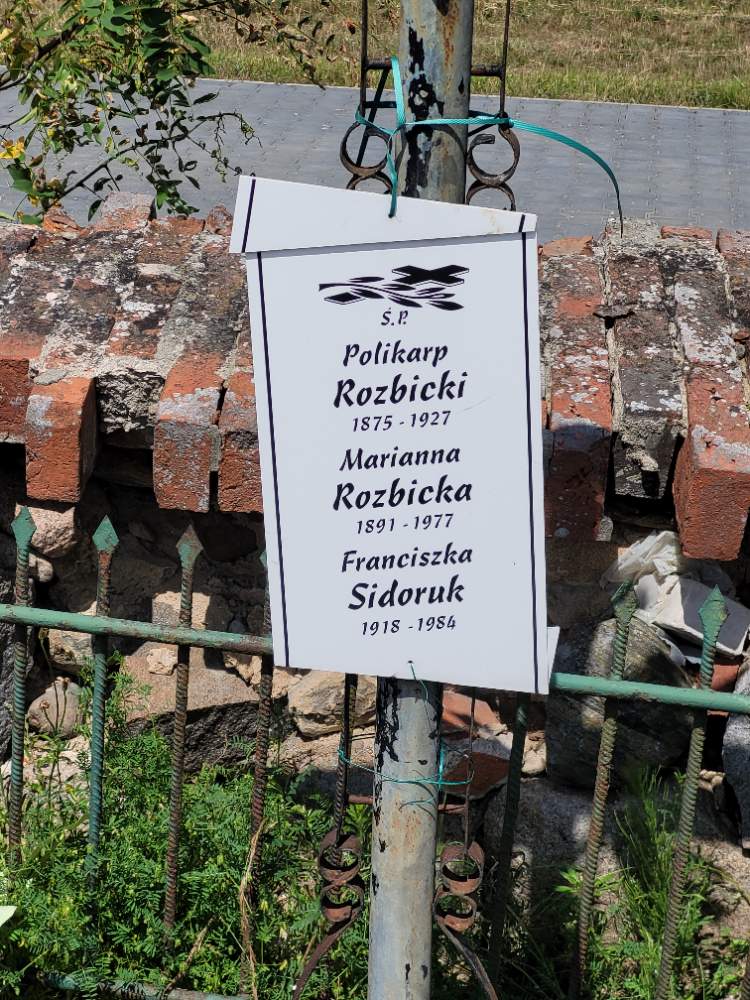 Ś.P.
Polikarp
Rozbicki
1875 - 1927
Marianna
Rozbicka
1891 - 1977
Franciszka
Sidoruk
1918 - 1984